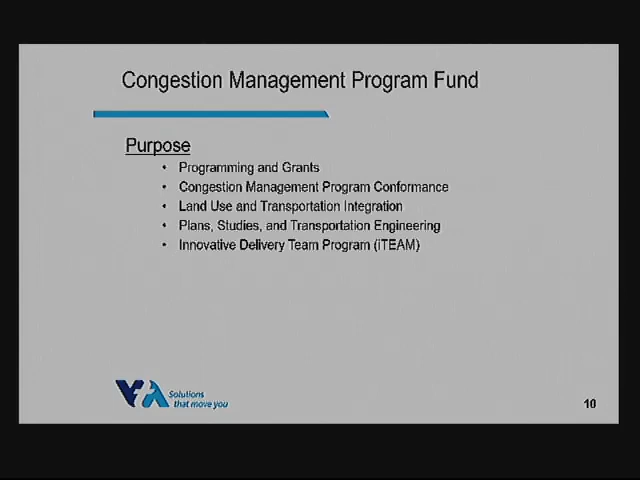 Congestion Management Program Fund
Purpose
• Programming and Grants
• Congestion Management Program Conformance
• Land Use and Transportation Integration
• Plans, Studies, and Transportation Engineering
• Innovative Delivery Team Program (iTEAM)
VTA Solutions
that move you
10